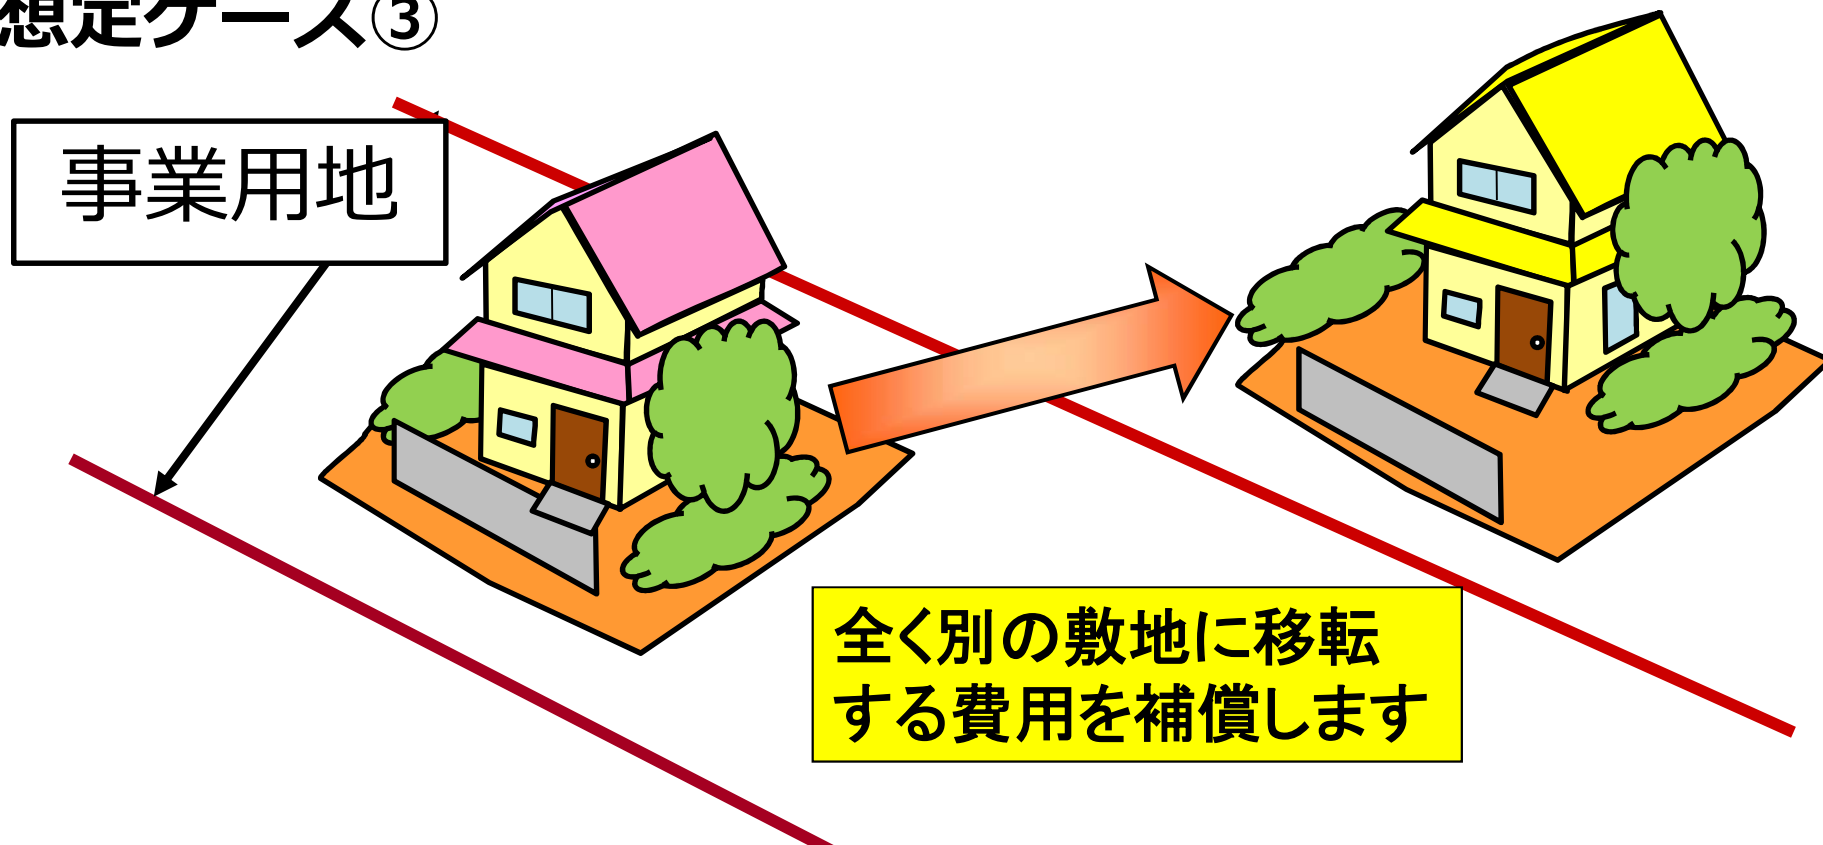 想定ケース③
事業用地
全く別の敷地に移転
する費用を補償します